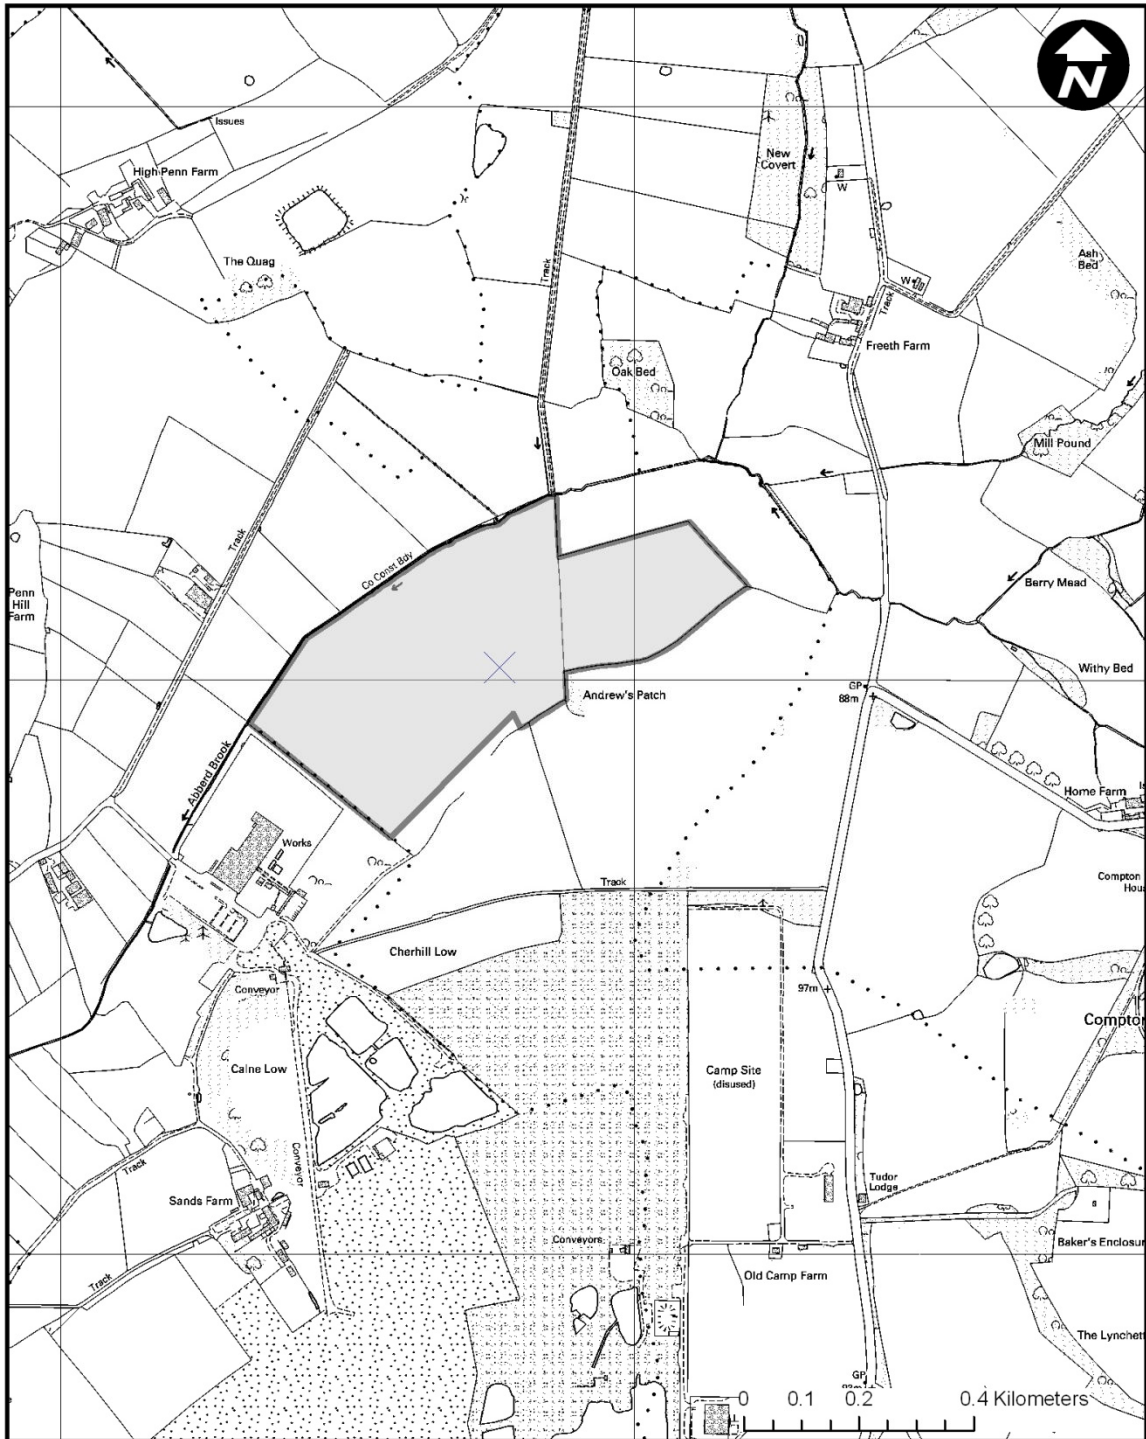 N
Issues
High Penn Farm
New
Covert
W
The Quag
Track
Ash
Bed
W
Track
Freeth Farm
Oak Bed
Mill Pound
Track
Co Const Bdy
Penn
Hill
Farm
Berry Mead
Withy Bed
GP
88m
Andrew's Patch
Abberd Brook
Home Farm
Works
Compton
Hou
Track
Cherhill Low
Conveyor
97m
Compton
Calne Low
Camp Site
(disused)
Conveyor
Track
Tudor
Lodge
Sands Farm
Conveyors
Baker's Enclosur
Old Camp Farm
Track
The Lynchet
GP
0 0.1 0.2 0.4 Kilometers